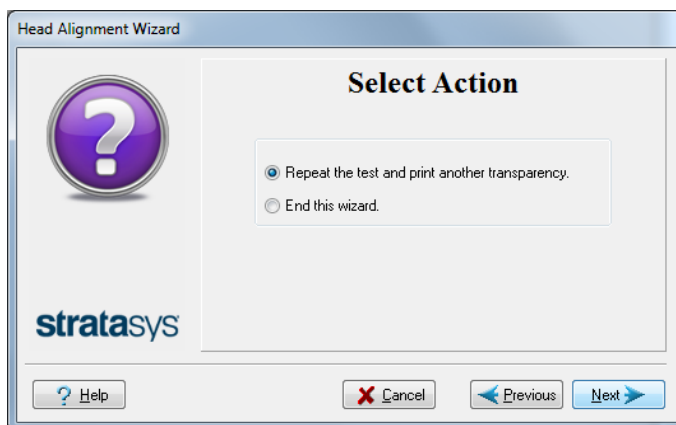 Head Alignment Wizard
Select Action
Repeat the test and print another transparency.
End this wizard.
stratasys
? Help
Cancel
Previous
Next